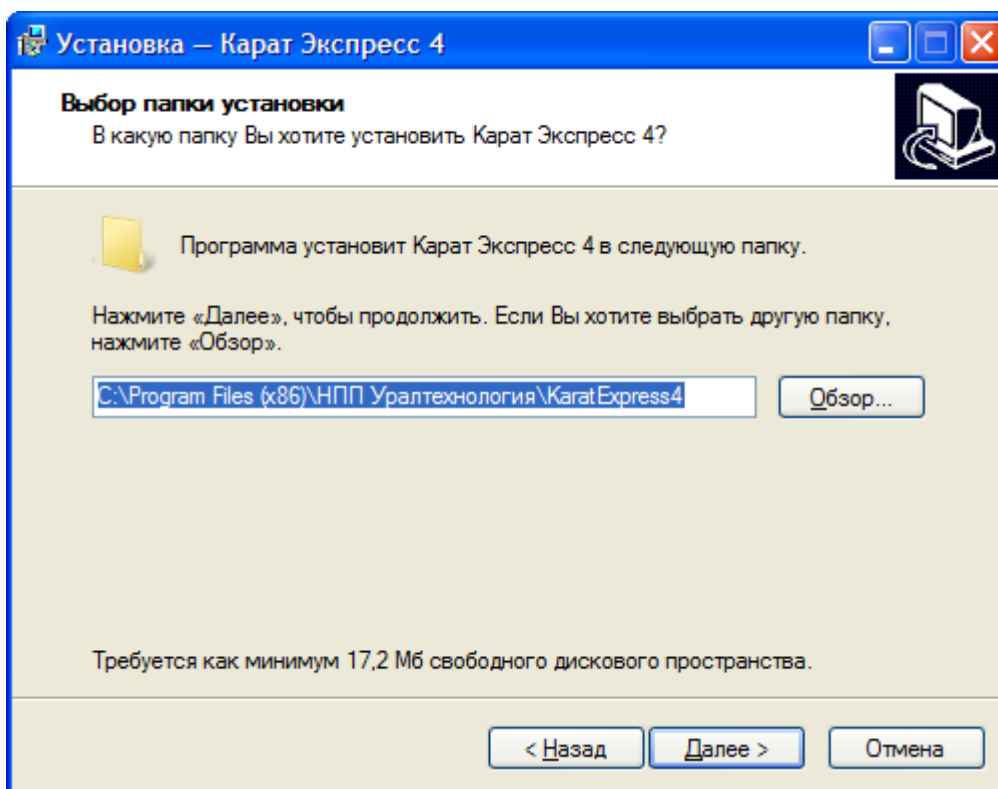 Установка — Карат Экспресс 4
Выбор папки установки
В какую папку Вы хотите установить Карат Экспресс 4?
Программа установит Карат Экспресс 4 в следующую папку.
Нажмите «Далее», чтобы продолжить. Если Вы хотите выбрать другую папку,
нажмите «Обзор».
C:\Program Files (x86)\НПП Уралтехнология\KaratExpress4
Обзор...
Требуется как минимум 17,2 Мб свободного дискового пространства.
< Назад
Далее >
Отмена